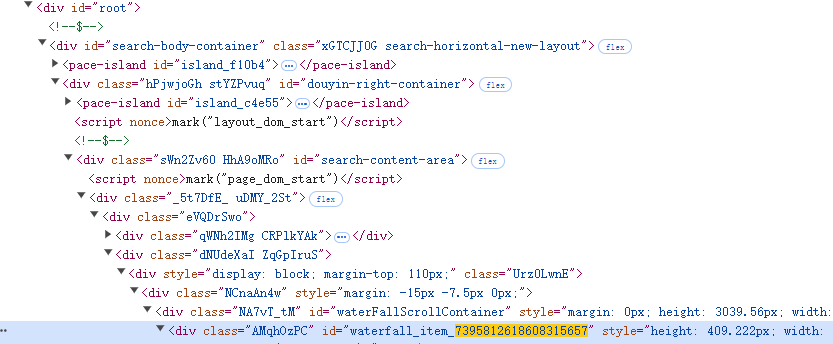 <div id="root">
<!--$-->
<div id="search-body-container" class="xGTCJJ0G search-horizontal-new-layout"> flex
<pace-island id="island_f10b4"> … </pace-island>
<div class="hPjwjoGh stYZPvuq" id="douyin-right-container"> flex
<pace-island id="island_c4e55"> … </pace-island>
<script nonce>mark("layout_dom_start")</script>
<!--$-->
<div class="sWn2Zv60 HhA9oMRo" id="search-content-area"> flex
<script nonce>mark("page_dom_start")</script>
<div class="_5t7DfE_ uDMY_2St"> flex
<div class="eVQDrSwo">
<div class="qWNh2IMg CRPlkYAk"> … </div>
<div class="dNUdeXaI ZqGpIruS">
<div style="display: block; margin-top: 110px;" class="Urz0LwnE">
<div class="NCnaAn4w" style="margin: -15px -7.5px 0px;">
<div class="NA7vT_tM" id="waterFallScrollContainer" style="margin: 0px; height: 3039.56px; width:
… <div class="AMqhOzPC" id="waterfall_item_7395812618608315657" style="height: 409.222px; width: